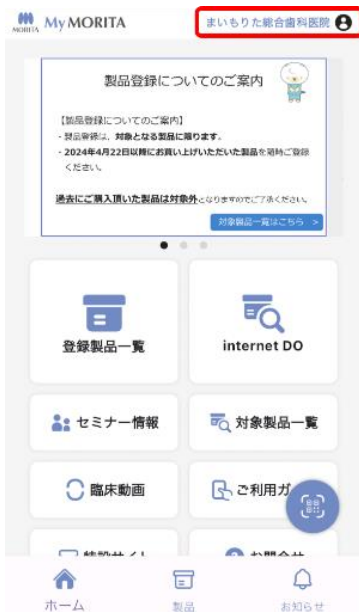 MORITA
My MORITA
まいもりた総合歯科医院
製品登録についてのご案内
【製品登録についてのご案内】
・製品登録は、対象となる製品に限ります。
・2024年4月22日以降にお買い上げいただいた製品を随時ご登録
ください。
過去にご購入頂いた製品は対象外となりますのでご了承ください。
対象製品一覧はこちら >
登録製品一覧
internet DO
セミナー情報
対象製品一覧
臨床動画
ご利用ガ
ホーム
製品
お知らせ